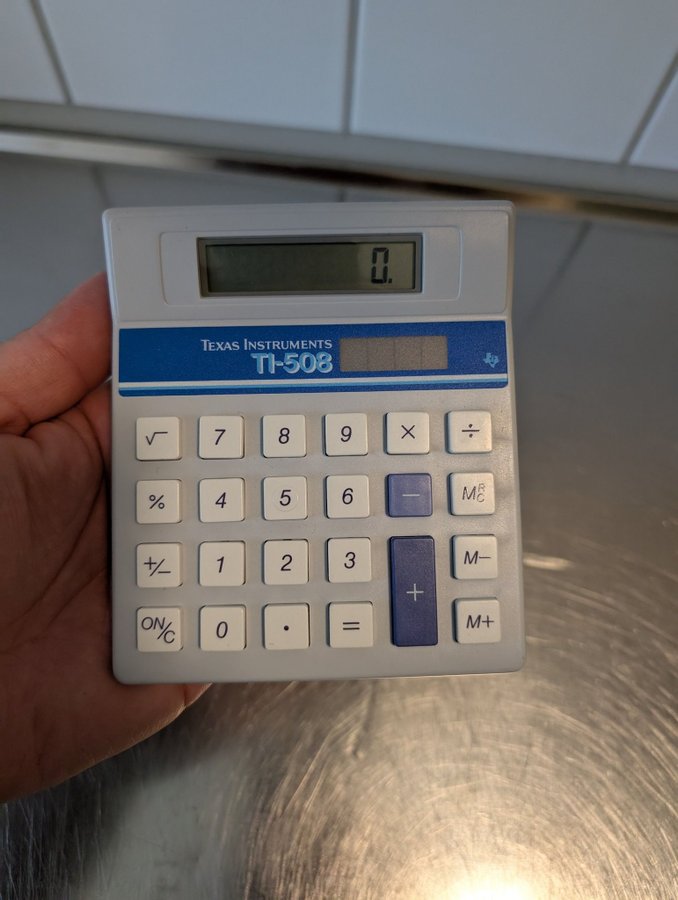 0.
TEXAS INSTRUMENTS
TI-508
√ 7 8 9 × ÷
% 4 5 6 − MRC
+/− 1 2 3 M−
ON/C 0 . = + M+